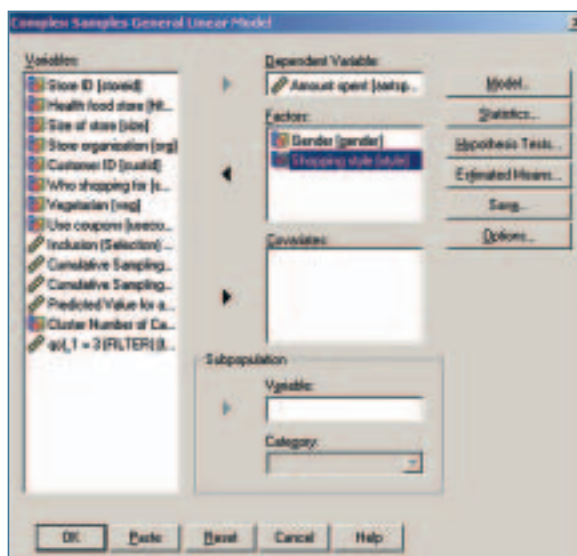 Complex Samples General Linear Model
Variables:
Store ID [storeid]
Health food store [hlt...
Size of store [size]
Store organization [org]
Customer ID [custid]
Who shopping for [s...
Vegetarian [veg]
Use coupons [usecou...
Inclusion (Selection) ...
Cumulative Sampling...
Cumulative Sampling...
Predicted Value for a...
Cluster Number of Ca...
Dependent Variable:
Amount spent [amtsp...
Factors:
Gender [gender]
Shopping style [style]
Covariates:
Subpopulation
Variable:
Category:
Model...
Statistics...
Hypothesis Tests...
Estimated Means...
Save...
Options...
OK
Paste
Reset
Cancel
Help